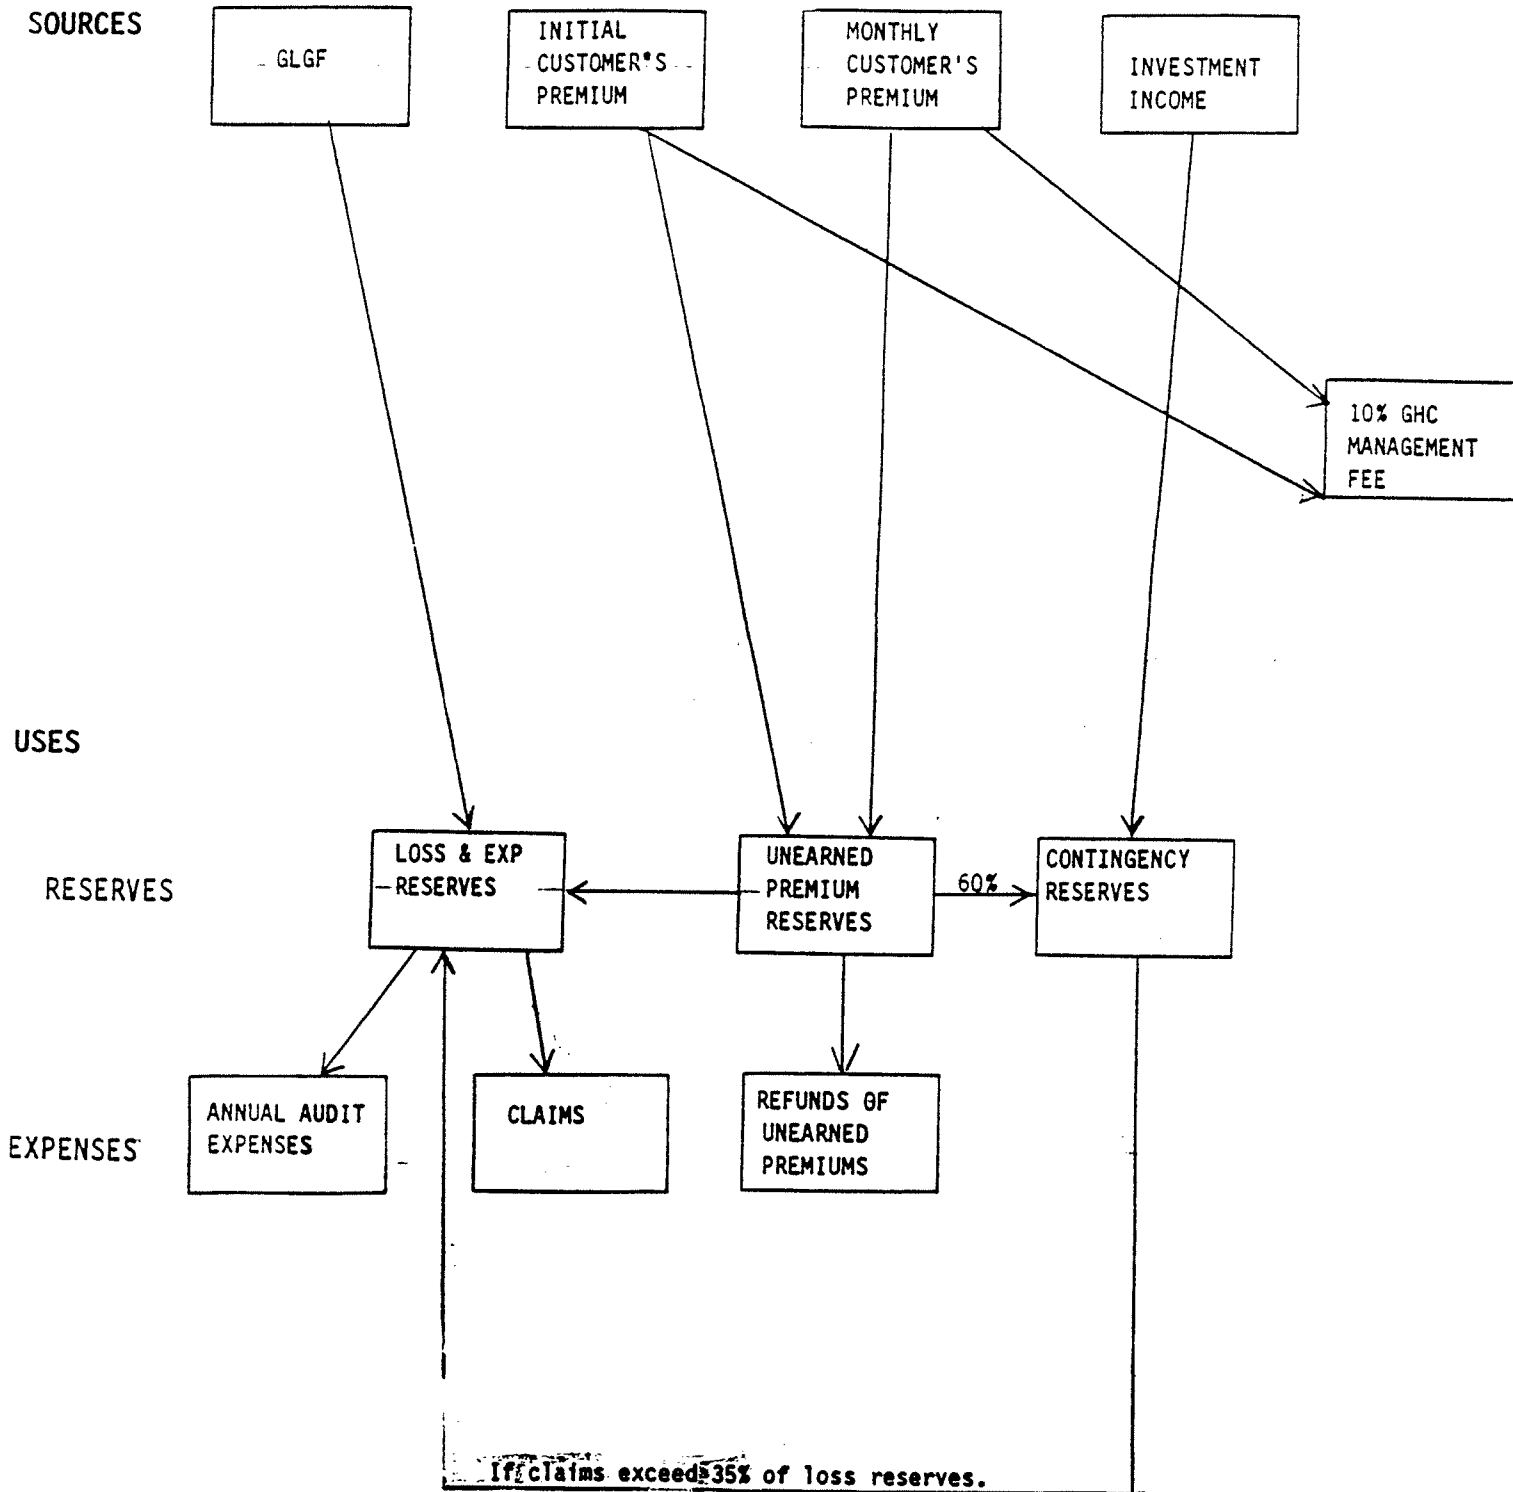 SOURCES
GLGF
INITIAL
CUSTOMER'S
PREMIUM
MONTHLY
CUSTOMER'S
PREMIUM
INVESTMENT
INCOME
10% GHC
MANAGEMENT
FEE
USES
RESERVES
LOSS & EXP
RESERVES
UNEARNED
PREMIUM
RESERVES
60%
CONTINGENCY
RESERVES
EXPENSES
ANNUAL AUDIT
EXPENSES
CLAIMS
REFUNDS OF
UNEARNED
PREMIUMS
If claims exceed 35% of loss reserves.